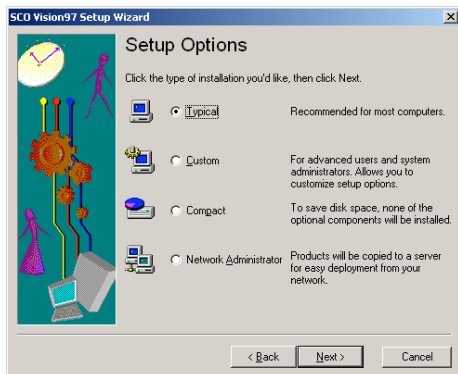 SCO Vision97 Setup Wizard
Setup Options
Click the type of installation you'd like, then click Next.
Typical
Recommended for most computers.
Custom
For advanced users and system
administrators. Allows you to
customize setup options.
Compact
To save disk space, none of the
optional components will be installed.
Network Administrator
Products will be copied to a server
for easy deployment from your
network.
< Back
Next >
Cancel